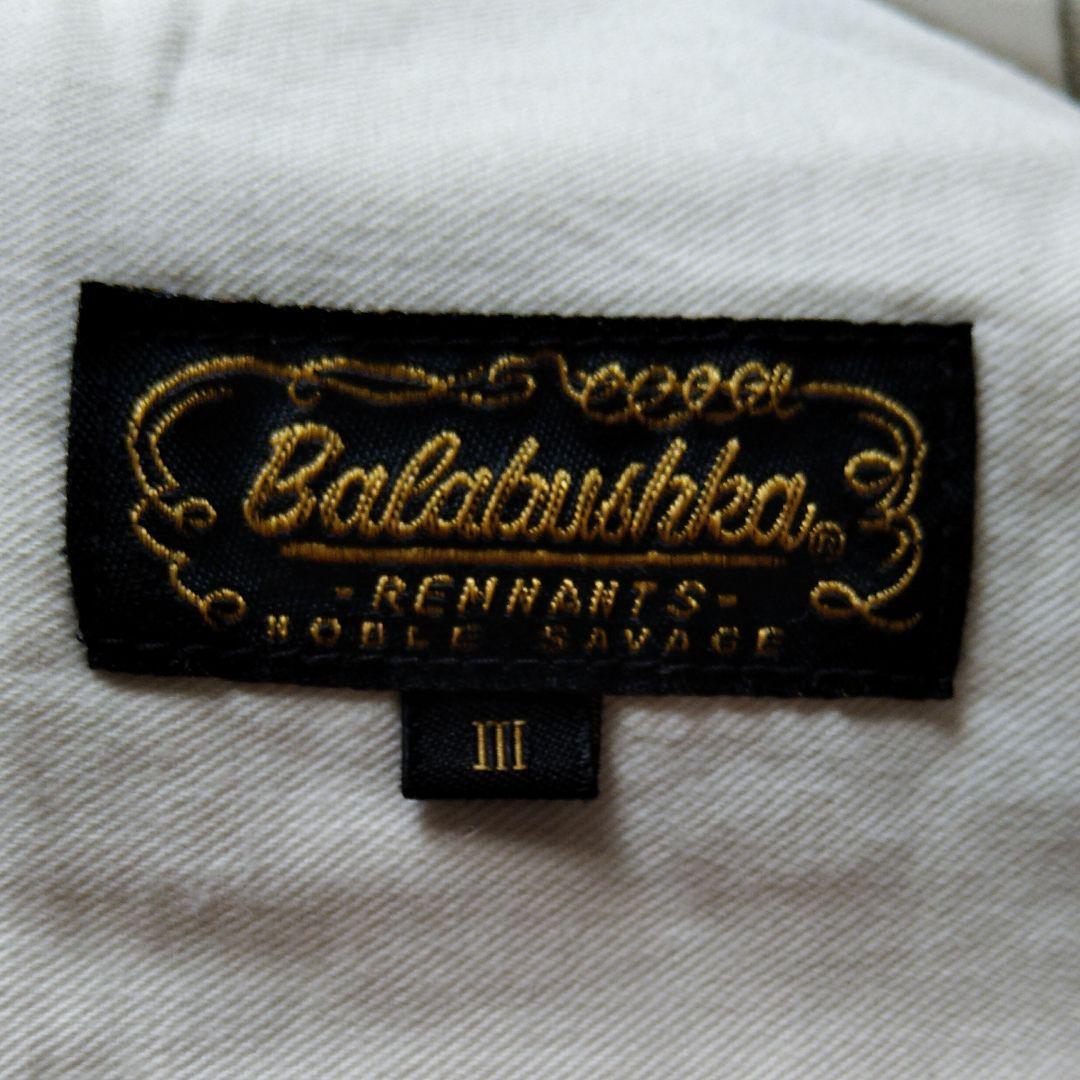 Balabushka®
-REMNANTS-
NOBLE SAVAGE
III